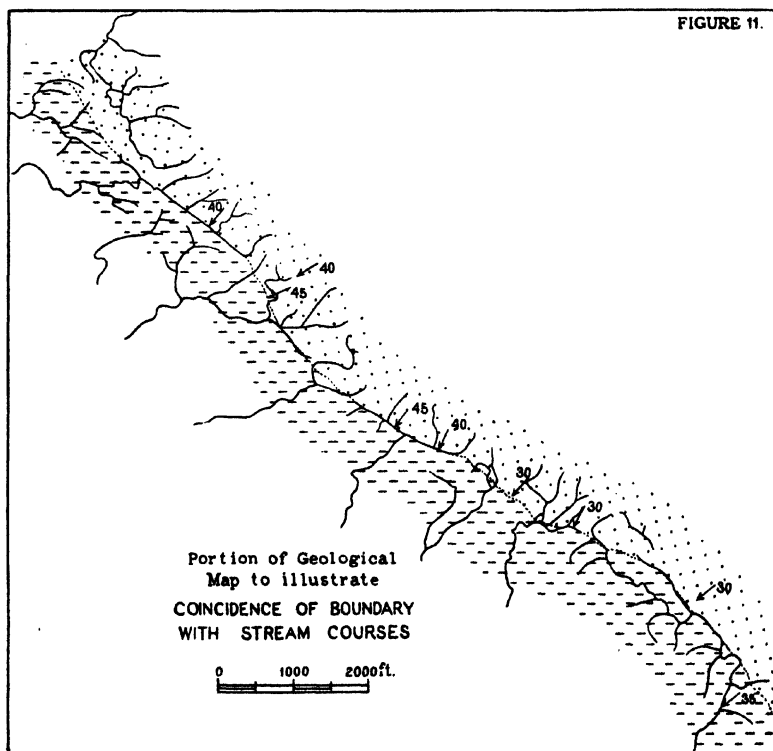 FIGURE 11.
40
40
45
45
40
30
30
30
35
Portion of Geological
Map to illustrate
COINCIDENCE OF BOUNDARY
WITH STREAM COURSES
0 1000 2000ft.